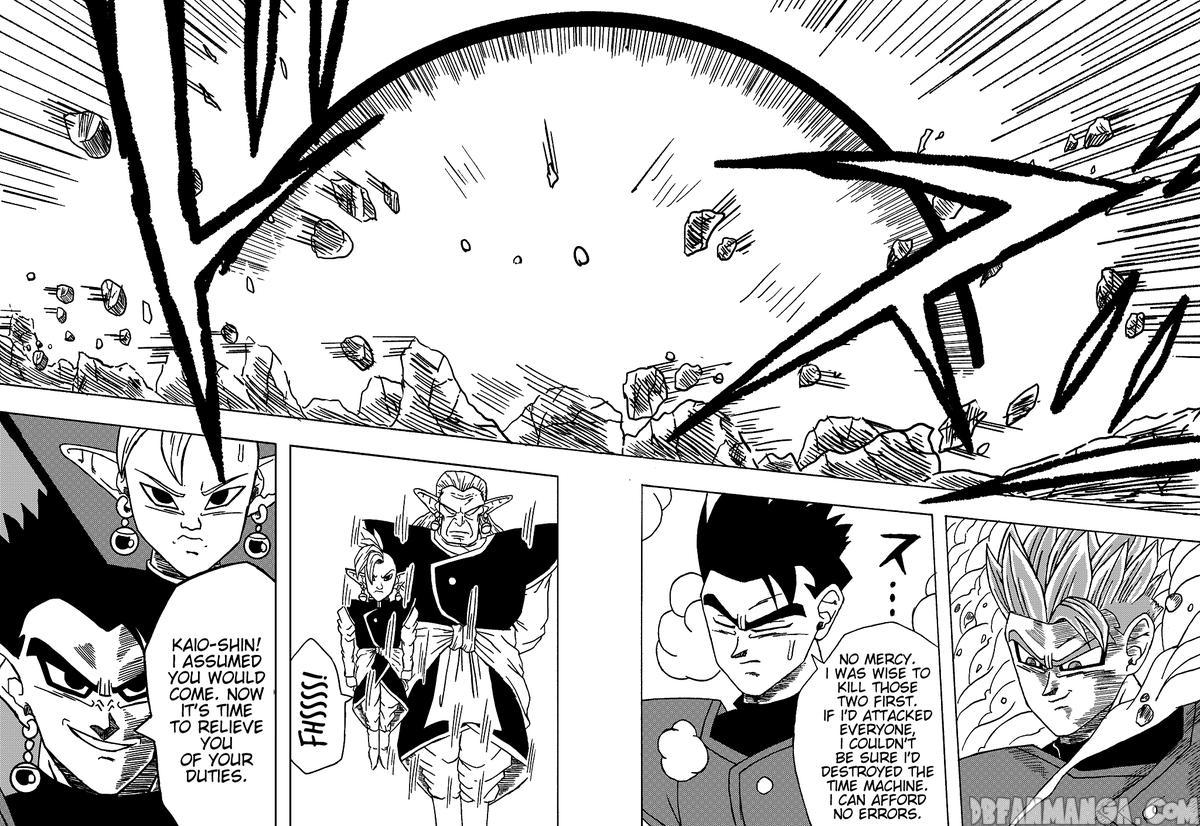 KAIO-SHIN!
I ASSUMED
YOU WOULD
COME. NOW
IT'S TIME
TO RELIEVE
YOU
OF YOUR
DUTIES.
FHSSSS!
ス…
NO MERCY.
I WAS WISE TO
KILL THOSE
TWO FIRST.
IF I'D ATTACKED
EVERYONE,
I COULDN'T
BE SURE I'D
DESTROYED THE
TIME MACHINE.
I CAN AFFORD
NO ERRORS.
DBFANMANGA.COM